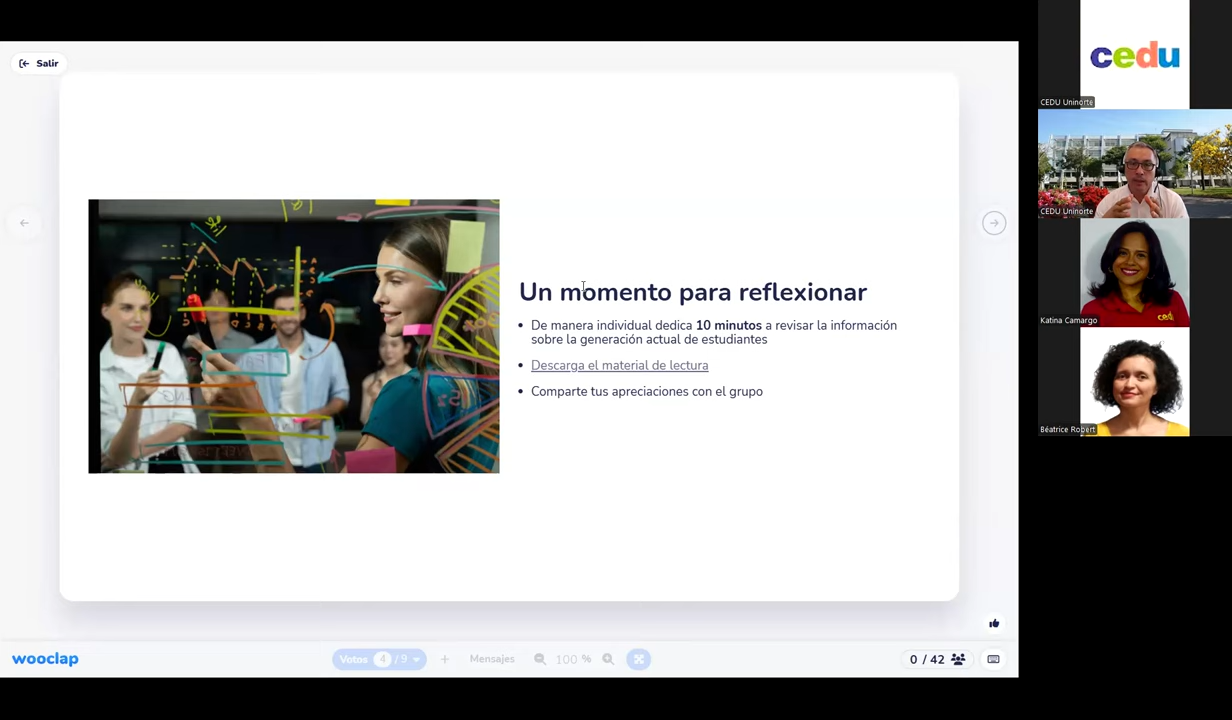 Salir
Un momento para reflexionar
De manera individual dedica 10 minutos a revisar la información
sobre la generación actual de estudiantes
Descarga el material de lectura
Comparte tus apreciaciones con el grupo
wooclap
Votos 4 / 9
Mensajes
100 %
0 / 42
cedu
CEDU Uninorte
CEDU Uninorte
Katina Camargo
Béatrice Robert